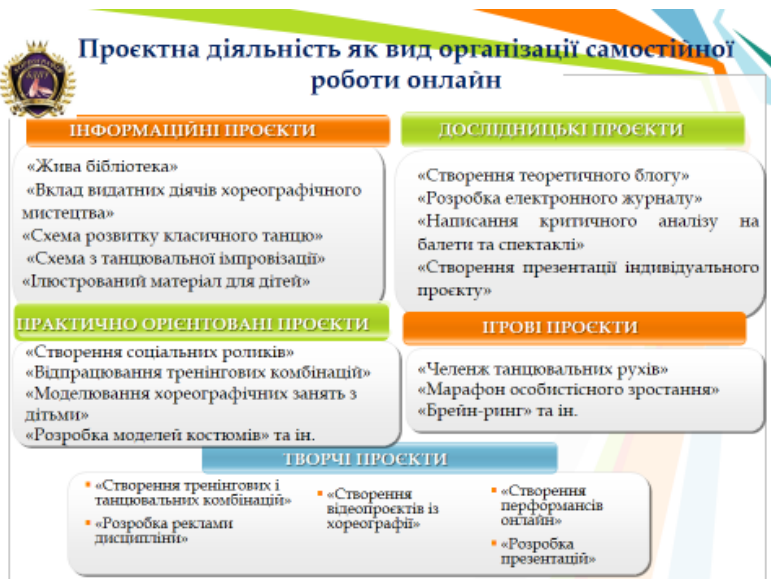 Проєктна діяльність як вид організації самостійної
роботи онлайн
ІНФОРМАЦІЙНІ ПРОЄКТИ
«Жива бібліотека»
«Вклад видатних діячів хореографічного
мистецтва»
«Схема розвитку класичного танцю»
«Схема з танцювальної імпровізації»
«Ілюстрований матеріал для дітей»
ДОСЛІДНИЦЬКІ ПРОЄКТИ
«Створення теоретичного блогу»
«Розробка електронного журналу»
«Написання критичного аналізу на
балети та спектаклі»
«Створення презентації індивідуального
проєкту»
ПРАКТИЧНО ОРІЄНТОВАНІ ПРОЄКТИ
«Створення соціальних роликів»
«Відпрацювання тренінгових комбінацій»
«Моделювання хореографічних занять з
дітьми»
«Розробка моделей костюмів» та ін.
ІГРОВІ ПРОЄКТИ
«Челенж танцювальних рухів»
«Марафон особистісного зростання»
«Брейн-ринг» та ін.
ТВОРЧІ ПРОЄКТИ
«Створення тренінгових і
танцювальних комбінацій»
«Розробка реклами
дисципліни»
«Створення
відеопроєктів із
хореографії»
«Створення
перформансів
онлайн»
«Розробка
презентацій»